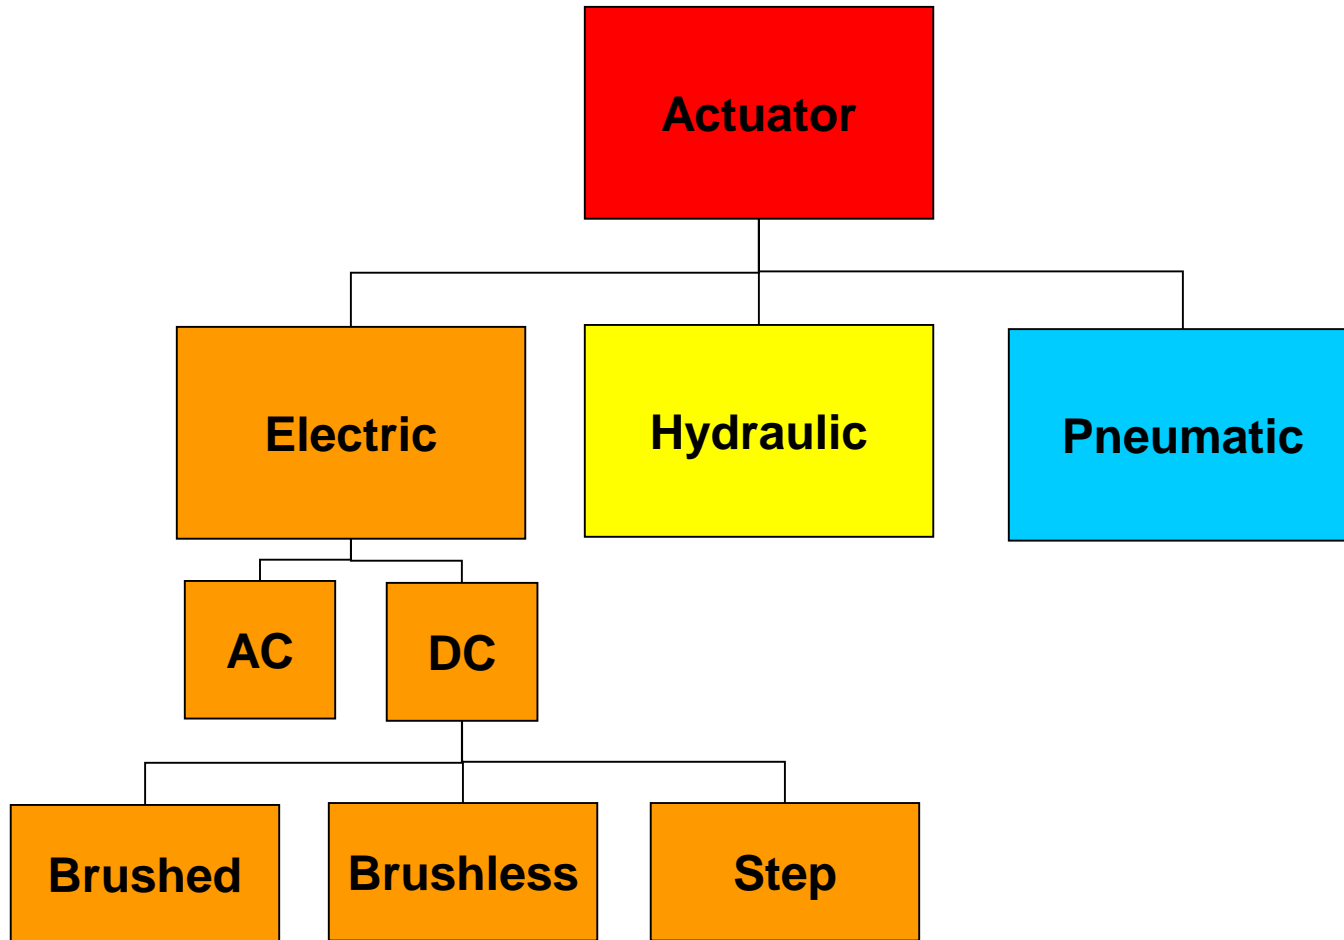 Actuator
Electric
Hydraulic
Pneumatic
AC
DC
Brushed
Brushless
Step